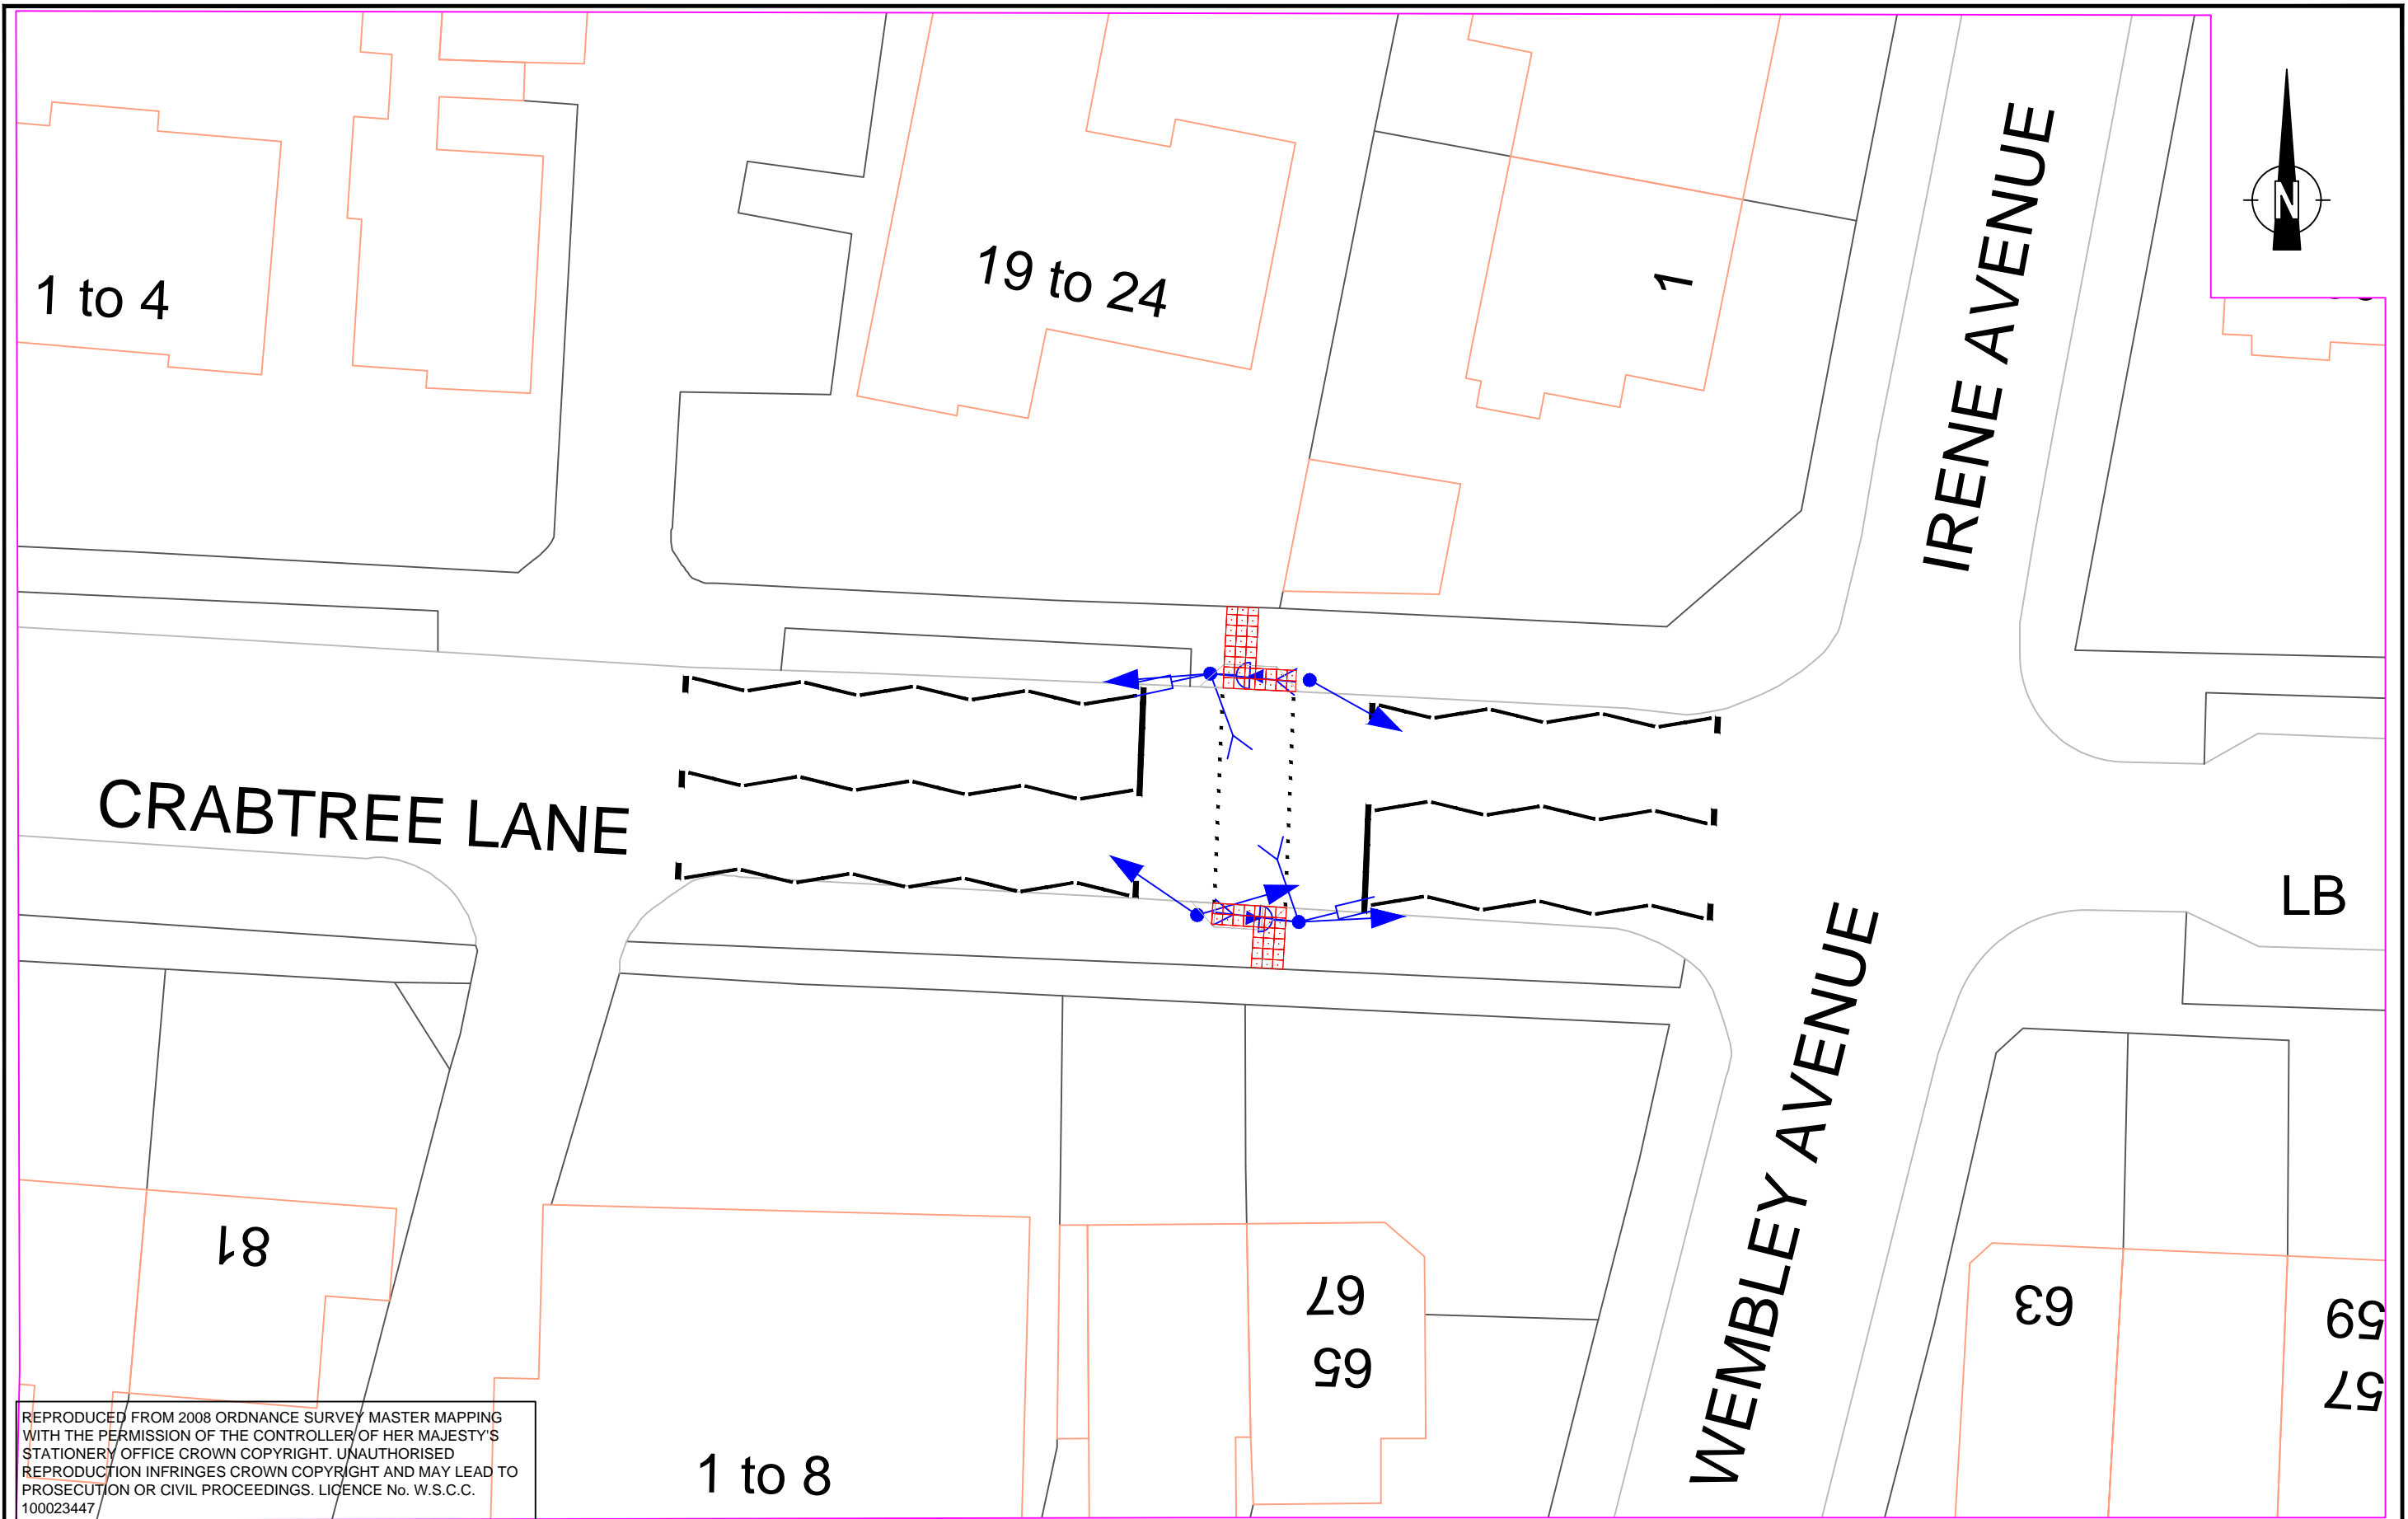 1 to 4
19 to 24
1
IRENE AVENUE
N
CRABTREE LANE
LB
WEMBLEY AVENUE
81
67
65
63
59
57
1 to 8
REPRODUCED FROM 2008 ORDNANCE SURVEY MASTER MAPPING
WITH THE PERMISSION OF THE CONTROLLER OF HER MAJESTY'S
STATIONERY OFFICE CROWN COPYRIGHT. UNAUTHORISED
REPRODUCTION INFRINGES CROWN COPYRIGHT AND MAY LEAD TO
PROSECUTION OR CIVIL PROCEEDINGS. LICENCE No. W.S.C.C.
100023447